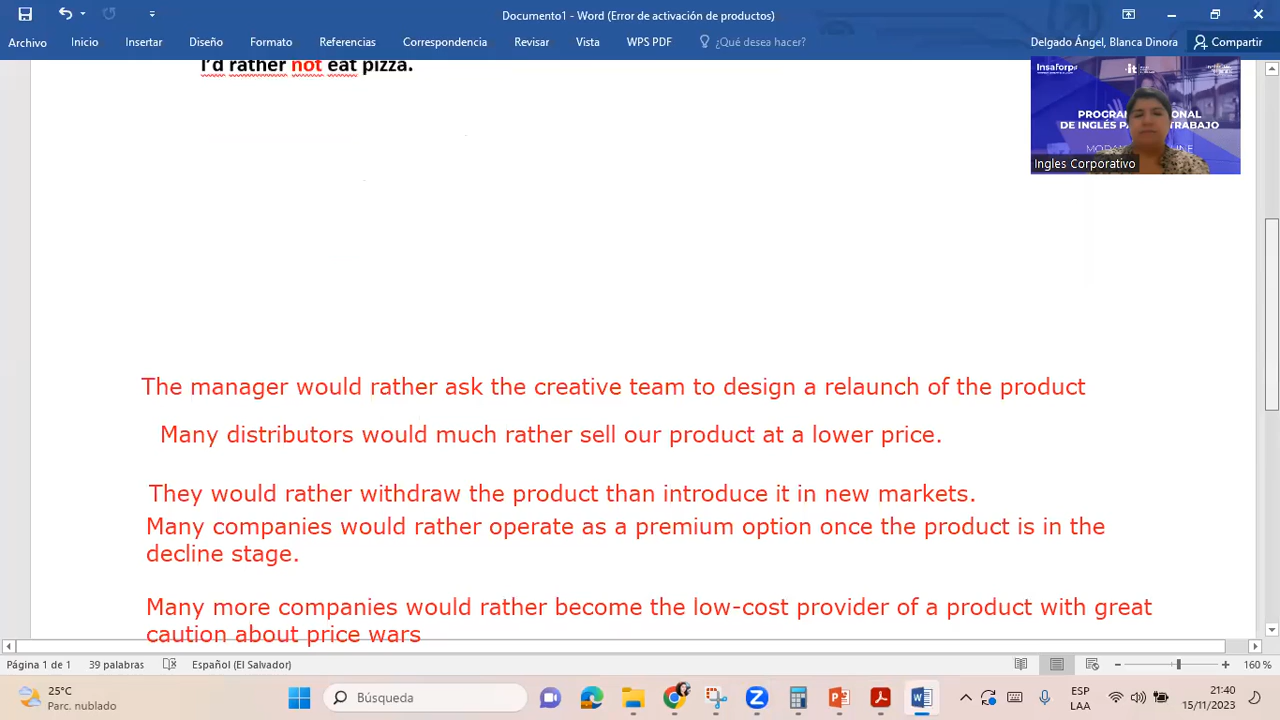 Documento1 - Word (Error de activación de productos)
Archivo Inicio Insertar Diseño Formato Referencias Correspondencia Revisar Vista WPS PDF ¿Qué desea hacer? Delgado Ángel, Blanca Dinora Compartir
I'd rather not eat pizza.
Insaforp
DE INGLÉS
TRABAJO
Ingles Corporativo
The manager would rather ask the creative team to design a relaunch of the product
Many distributors would much rather sell our product at a lower price.
They would rather withdraw the product than introduce it in new markets.
Many companies would rather operate as a premium option once the product is in the
decline stage.
Many more companies would rather become the low-cost provider of a product with great
caution about price wars
Página 1 de 1 39 palabras Español (El Salvador) 160 %
25°C
Parc. nublado
Búsqueda
ESP
LAA
21:40
15/11/2023